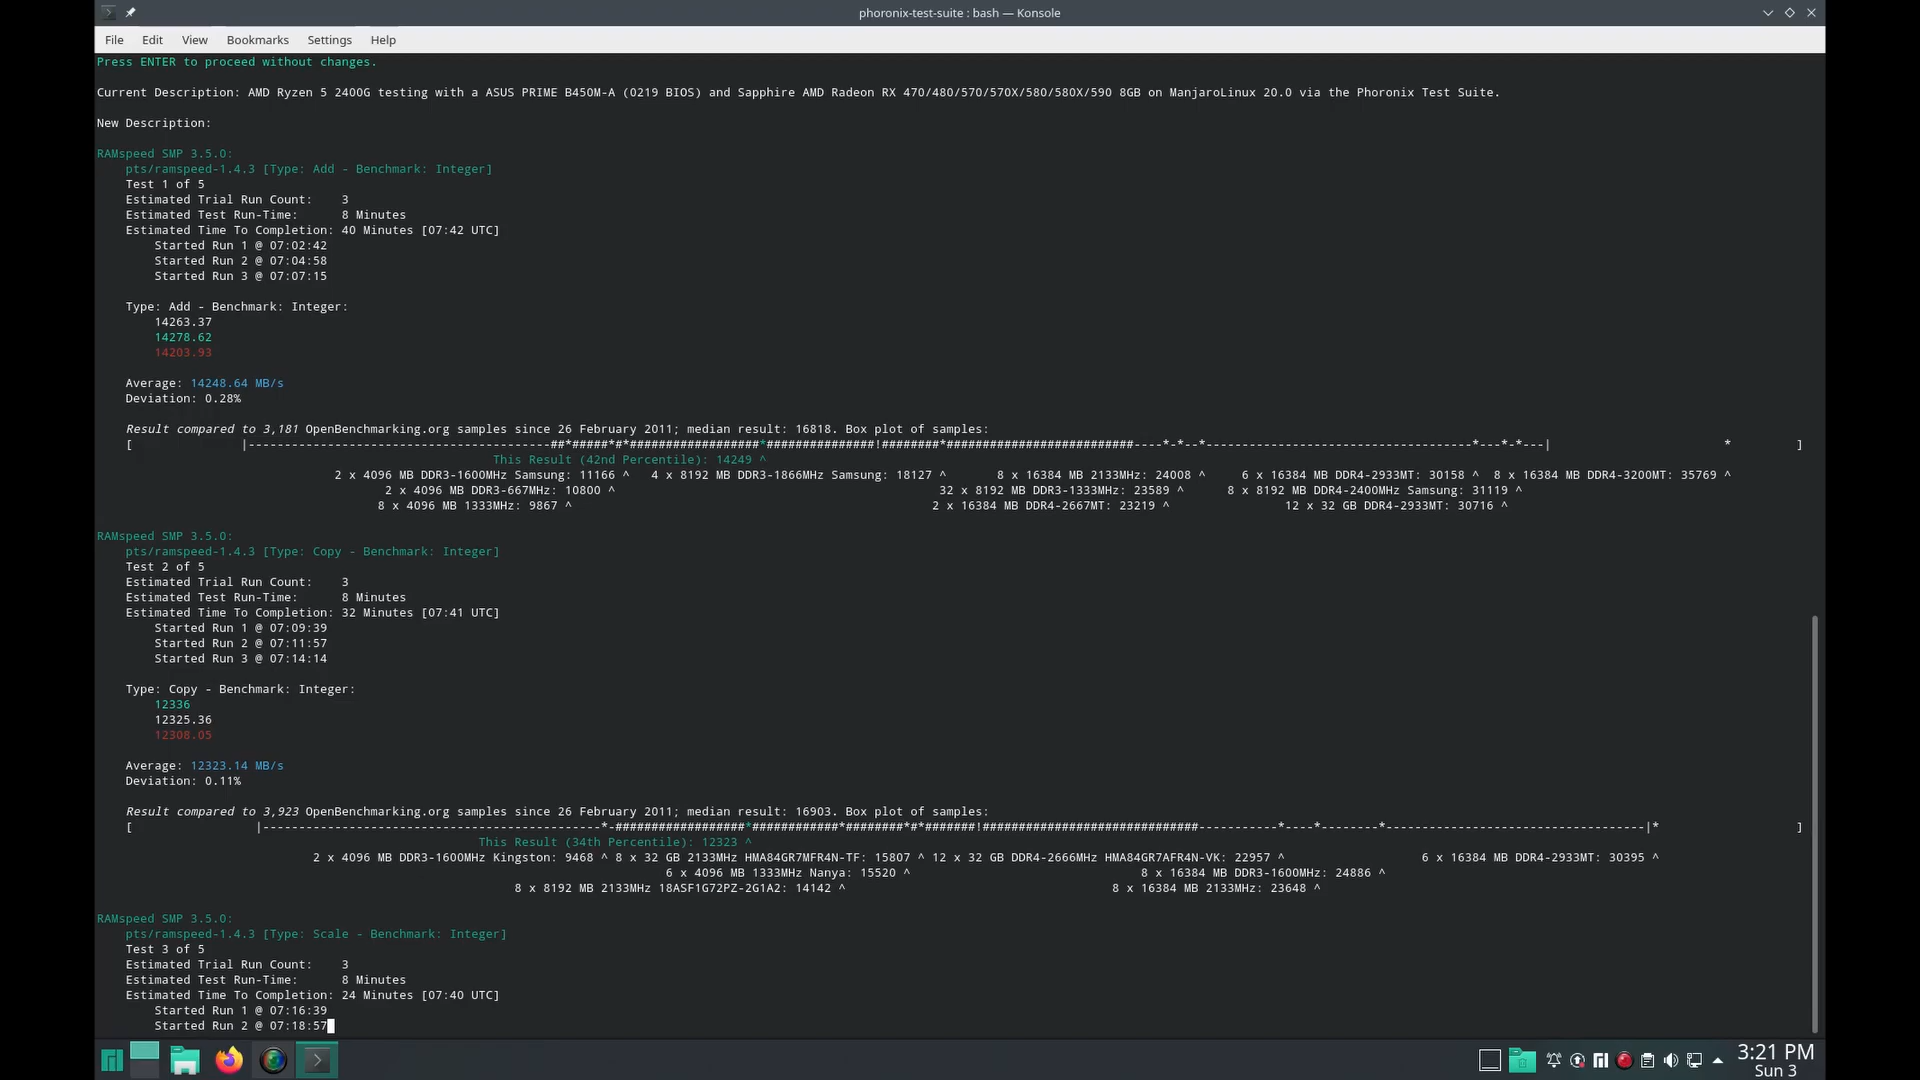 phoronix-test-suite : bash — Konsole
File Edit View Bookmarks Settings Help
Press ENTER to proceed without changes.
Current Description: AMD Ryzen 5 2400G testing with a ASUS PRIME B450M-A (0219 BIOS) and Sapphire AMD Radeon RX 470/480/570/570X/580/580X/590 8GB on ManjaroLinux 20.0 via the Phoronix Test Suite.
New Description:
RAMspeed SMP 3.5.0:
pts/ramspeed-1.4.3 [Type: Add - Benchmark: Integer]
Test 1 of 5
Estimated Trial Run Count: 3
Estimated Test Run-Time: 8 Minutes
Estimated Time To Completion: 40 Minutes [07:42 UTC]
Started Run 1 @ 07:02:42
Started Run 2 @ 07:04:58
Started Run 3 @ 07:07:15
Type: Add - Benchmark: Integer:
14263.37
14278.62
14203.93
Average: 14248.64 MB/s
Deviation: 0.28%
Result compared to 3,181 OpenBenchmarking.org samples since 26 February 2011; median result: 16818. Box plot of samples:
[ |------------------------------------------##*#####*#*##################*###############!########*##########################----*-*--*-------------------------------------*---*-*---| * ]
This Result (42nd Percentile): 14249 ^
2 x 4096 MB DDR3-1600MHz Samsung: 11166 ^ 4 x 8192 MB DDR3-1866MHz Samsung: 18127 ^ 8 x 16384 MB 2133MHz: 24008 ^ 6 x 16384 MB DDR4-2933MT: 30158 ^ 8 x 16384 MB DDR4-3200MT: 35769 ^
2 x 4096 MB DDR3-667MHz: 10800 ^ 32 x 8192 MB DDR3-1333MHz: 23589 ^ 8 x 8192 MB DDR4-2400MHz Samsung: 31119 ^
8 x 4096 MB 1333MHz: 9867 ^ 2 x 16384 MB DDR4-2667MT: 23219 ^ 12 x 32 GB DDR4-2933MT: 30716 ^
RAMspeed SMP 3.5.0:
pts/ramspeed-1.4.3 [Type: Copy - Benchmark: Integer]
Test 2 of 5
Estimated Trial Run Count: 3
Estimated Test Run-Time: 8 Minutes
Estimated Time To Completion: 32 Minutes [07:41 UTC]
Started Run 1 @ 07:09:39
Started Run 2 @ 07:11:57
Started Run 3 @ 07:14:14
Type: Copy - Benchmark: Integer:
12336
12325.36
12308.05
Average: 12323.14 MB/s
Deviation: 0.11%
Result compared to 3,923 OpenBenchmarking.org samples since 26 February 2011; median result: 16903. Box plot of samples:
[ |-----------------------------------------------*-##################*############*########*#*#######!##############################-----------*----*--------*------------------------------------|* ]
This Result (34th Percentile): 12323 ^
2 x 4096 MB DDR3-1600MHz Kingston: 9468 ^ 8 x 32 GB 2133MHz HMA84GR7MFR4N-TF: 15807 ^ 12 x 32 GB DDR4-2666MHz HMA84GR7AFR4N-VK: 22957 ^ 6 x 16384 MB DDR4-2933MT: 30395 ^
6 x 4096 MB 1333MHz Nanya: 15520 ^ 8 x 16384 MB DDR3-1600MHz: 24886 ^
8 x 8192 MB 2133MHz 18ASF1G72PZ-2G1A2: 14142 ^ 8 x 16384 MB 2133MHz: 23648 ^
RAMspeed SMP 3.5.0:
pts/ramspeed-1.4.3 [Type: Scale - Benchmark: Integer]
Test 3 of 5
Estimated Trial Run Count: 3
Estimated Test Run-Time: 8 Minutes
Estimated Time To Completion: 24 Minutes [07:40 UTC]
Started Run 1 @ 07:16:39
Started Run 2 @ 07:18:57
3:21 PM
Sun 3